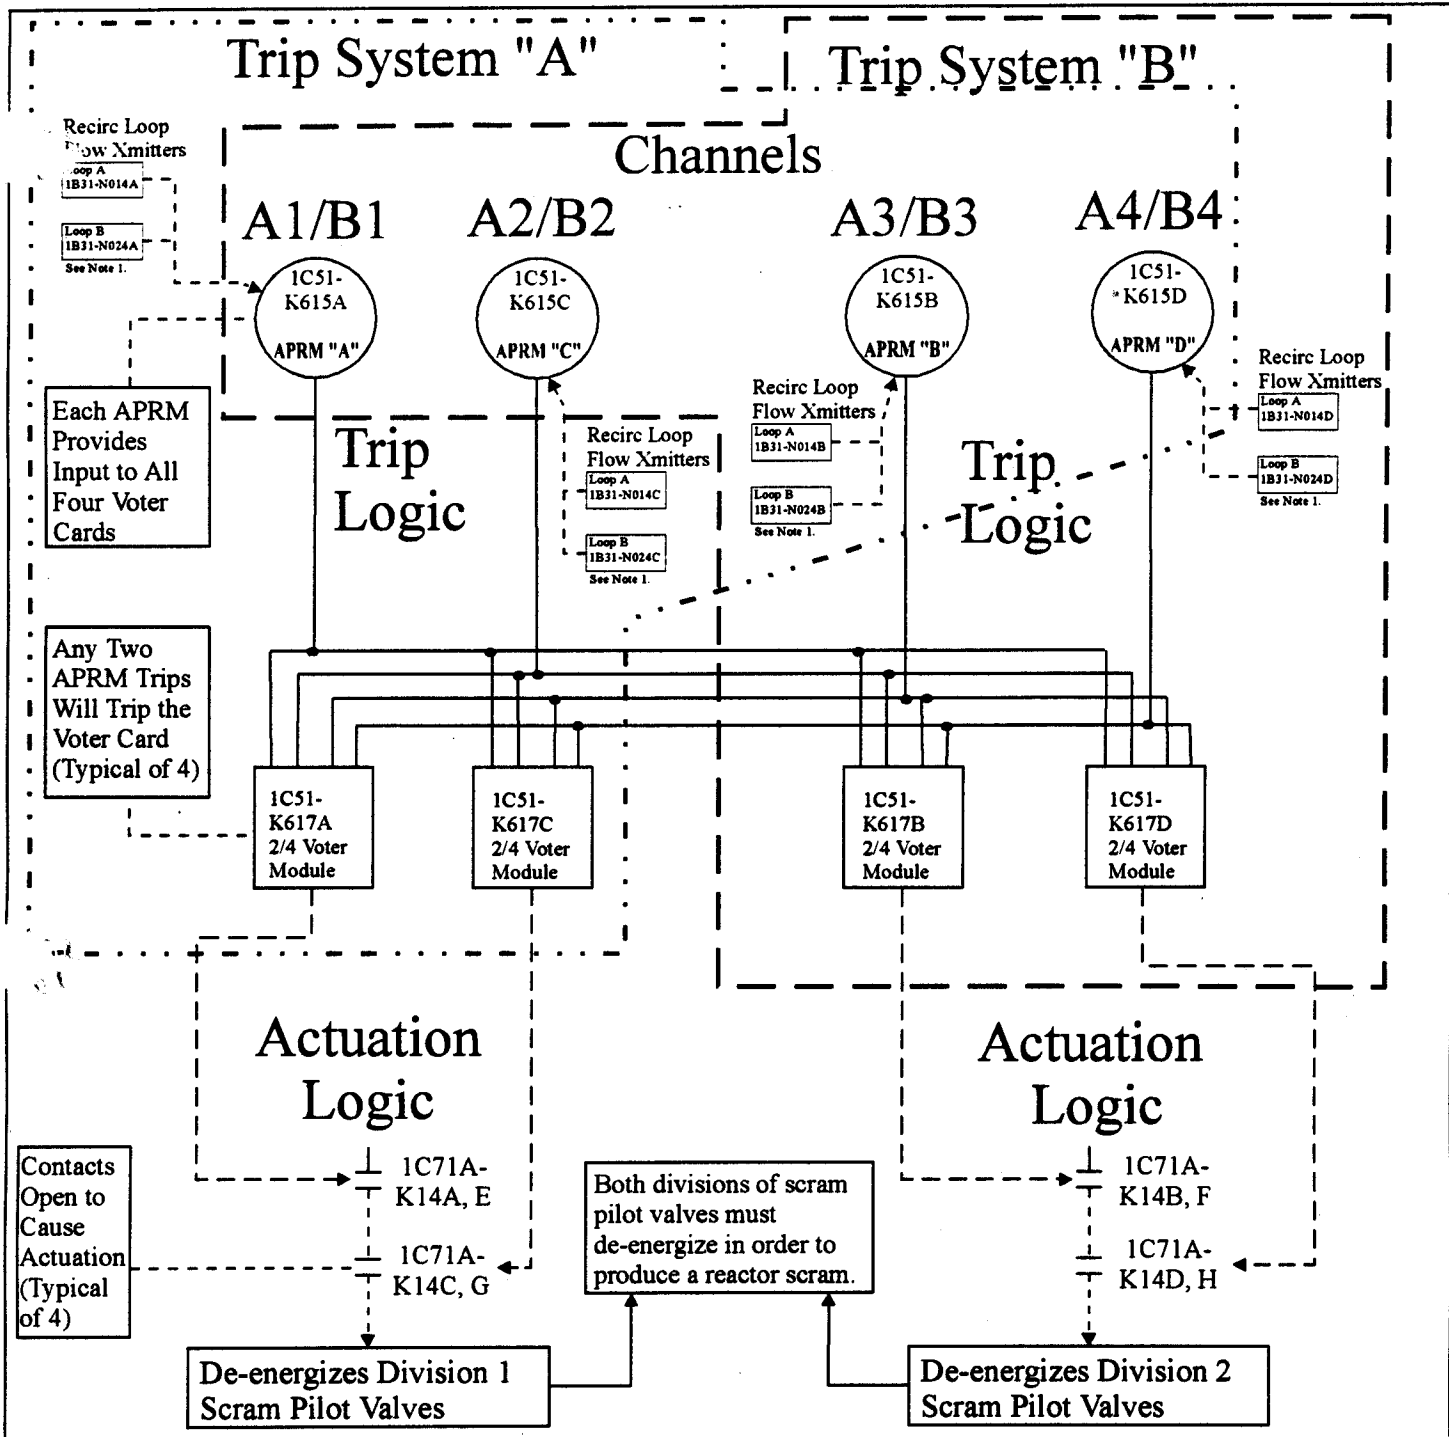 Trip System "A"
Trip System "B"
Channels
Recirc Loop
Flow Xmitters
Loop A
1B31-N014A
Loop B
1B31-N024A
See Note 1.
A1/B1
A2/B2
A3/B3
A4/B4
1C51-
K615A
APRM "A"
1C51-
K615C
APRM "C"
1C51-
K615B
APRM "B"
1C51-
K615D
APRM "D"
Each APRM
Provides
Input to All
Four Voter
Cards
Trip
Logic
Recirc Loop
Flow Xmitters
Loop A
1B31-N014C
Loop B
1B31-N024C
See Note 1.
Recirc Loop
Flow Xmitters
Loop A
1B31-N014B
Loop B
1B31-N024B
See Note 1.
Trip
Logic
Recirc Loop
Flow Xmitters
Loop A
1B31-N014D
Loop B
1B31-N024D
See Note 1.
Any Two
APRM Trips
Will Trip the
Voter Card
(Typical of 4)
1C51-
K617A
2/4 Voter
Module
1C51-
K617C
2/4 Voter
Module
1C51-
K617B
2/4 Voter
Module
1C51-
K617D
2/4 Voter
Module
Actuation
Logic
Actuation
Logic
Contacts
Open to
Cause
Actuation
(Typical
of 4)
1C71A-
K14A, E
1C71A-
K14C, G
Both divisions of scram
pilot valves must
de-energize in order to
produce a reactor scram.
1C71A-
K14B, F
1C71A-
K14D, H
De-energizes Division 1
Scram Pilot Valves
De-energizes Division 2
Scram Pilot Valves